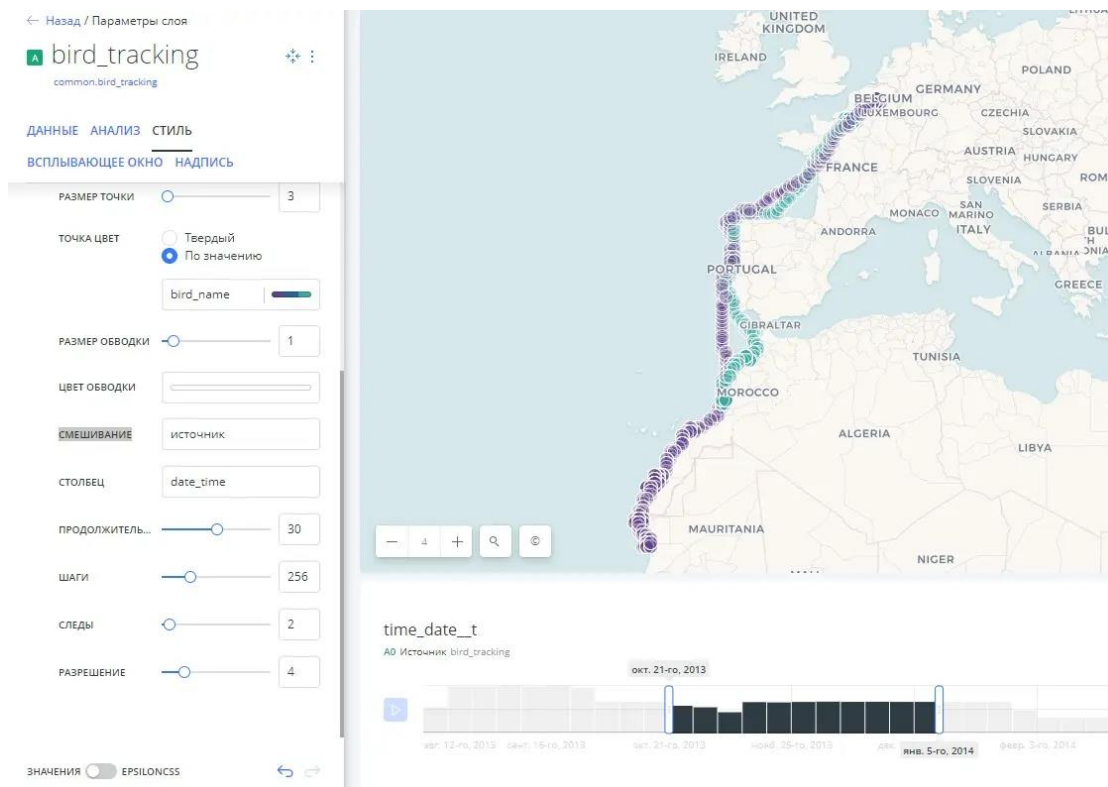 ← Назад / Параметры слоя
A bird_tracking
common.bird_tracking
ДАННЫЕ АНАЛИЗ СТИЛЬ
ВСПЛЫВАЮЩЕЕ ОКНО НАДПИСЬ
РАЗМЕР ТОЧКИ 3
ТОЧКА ЦВЕТ Твердый
По значению
bird_name
РАЗМЕР ОБВОДКИ 1
ЦВЕТ ОБВОДКИ
СМЕШИВАНИЕ источник
СТОЛБЕЦ date_time
ПРОДОЛЖИТЕЛЬ... 30
ШАГИ 256
СЛЕДЫ 2
РАЗРЕШЕНИЕ 4
ЗНАЧЕНИЯ EPSILONCSS
UNITED
KINGDOM
IRELAND
POLAND
GERMANY
BELGIUM
LUXEMBOURG
CZECHIA
SLOVAKIA
AUSTRIA
HUNGARY
FRANCE
SLOVENIA
ROM
SAN
MARINO
MONACO
SERBIA
ITALY
ANDORRA
BUL
ALBANIA
PORTUGAL
GREECE
GIBRALTAR
TUNISIA
MOROCCO
ALGERIA
LIBYA
MAURITANIA
NIGER
− 4 + ©
time_date__t
A0 Источник bird_tracking
окт. 21-го, 2013
авг. 12-го, 2013 сент. 16-го, 2013 окт. 21-го, 2013 нояб. 25-го, 2013 дек. февр. 3-го, 2014
янв. 5-го, 2014